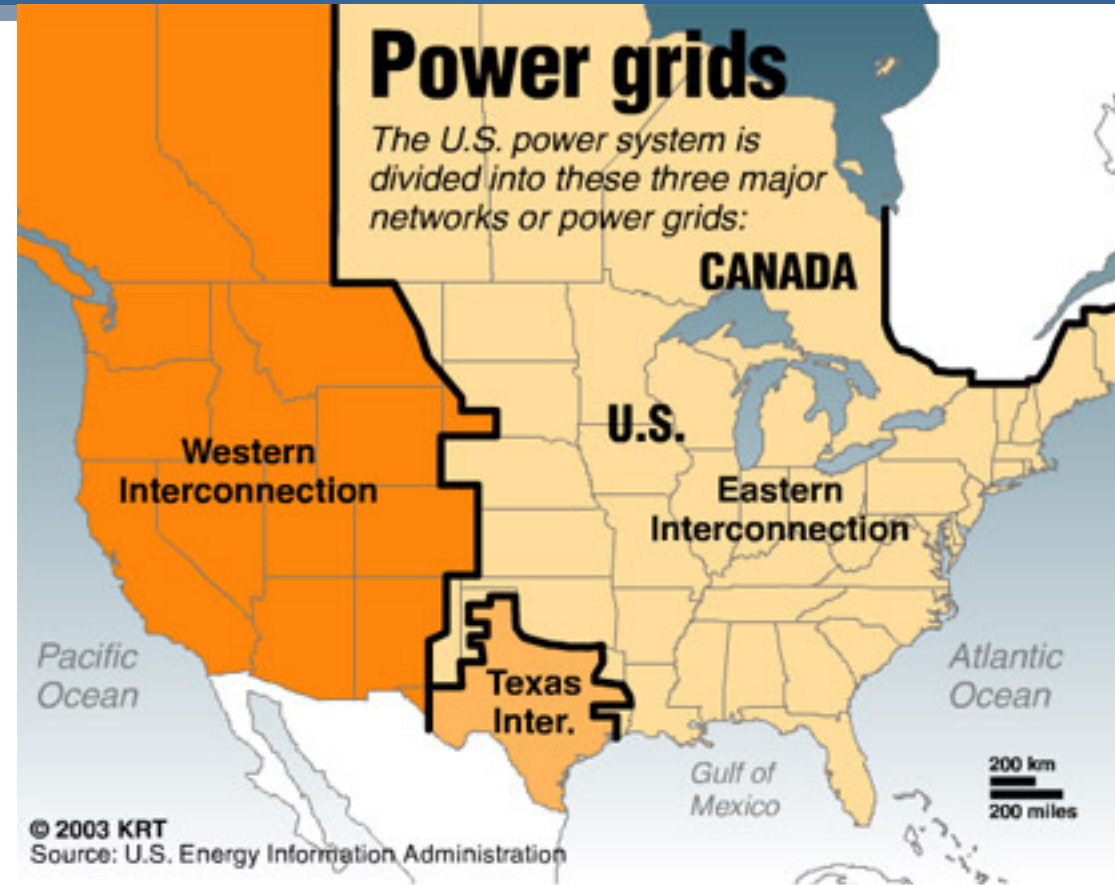 Power grids
The U.S. power system is
divided into these three major
networks or power grids:
CANADA
U.S.
Western
Interconnection
Eastern
Interconnection
Pacific
Ocean
Texas
Inter.
Atlantic
Ocean
Gulf of
Mexico
200 km
200 miles
© 2003 KRT
Source: U.S. Energy Information Administration